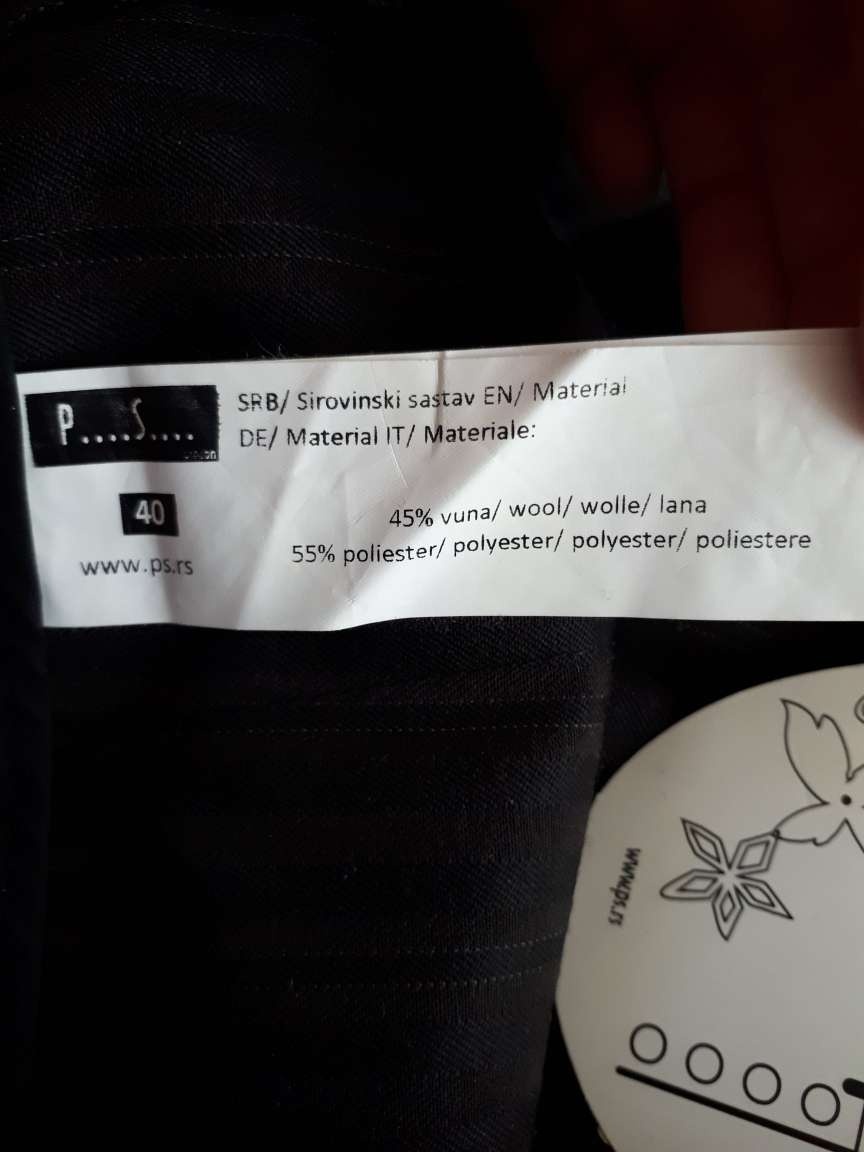 P....S....
SRB/ Sirovinski sastav EN/ Material
DE/ Material IT/ Materiale:
40
www.ps.rs
45% vuna/ wool/ wolle/ lana
55% poliester/ polyester/ polyester/ poliestere
www.ps.rs